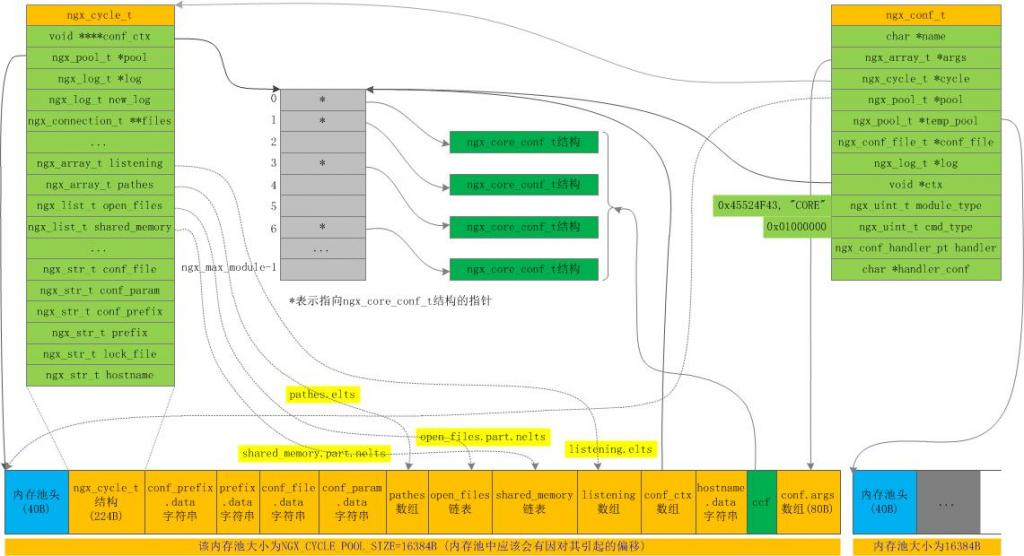 ngx_cycle_t
void ****conf_ctx
ngx_pool_t *pool
ngx_log_t *log
ngx_log_t new_log
ngx_connection_t **files
...
ngx_array_t listening
ngx_array_t pathes
ngx_list_t open_files
ngx_list_t shared_memory
...
ngx_str_t conf_file
ngx_str_t conf_param
ngx_str_t conf_prefix
ngx_str_t prefix
ngx_str_t lock_file
ngx_str_t hostname
0
1
2
3
4
5
6
ngx_max_module-1
*
*
*
*
...
*表示指向ngx_core_conf_t结构的指针
ngx_core_conf_t结构
ngx_core_conf_t结构
ngx_core_conf_t结构
ngx_core_conf_t结构
ngx_conf_t
char *name
ngx_array_t *args
ngx_cycle_t *cycle
ngx_pool_t *pool
ngx_pool_t *temp_pool
ngx_conf_file_t *conf_file
ngx_log_t *log
void *ctx
ngx_uint_t module_type
ngx_uint_t cmd_type
ngx_conf_handler_pt handler
char *handler_conf
0x45524F43, "CORE"
0x01000000
pathes.elts
open_files.part.nelts
shared_memory.part.nelts
listening.elts
内存池头
(40B)
ngx_cycle_t
结构
(224B)
conf_prefix
.data
字符串
prefix
.data
字符串
conf_file
.data
字符串
conf_param
.data
字符串
pathes
数组
open_files
链表
shared_memory
链表
listening
数组
conf_ctx
数组
hostname
.data
字符串
ccf
conf.args
数组(80B)
内存池头
(40B)
...
该内存池大小为NGX_CYCLE_POOL_SIZE=16384B (内存池中应该会有因对其引起的偏移)
内存池大小为16384B